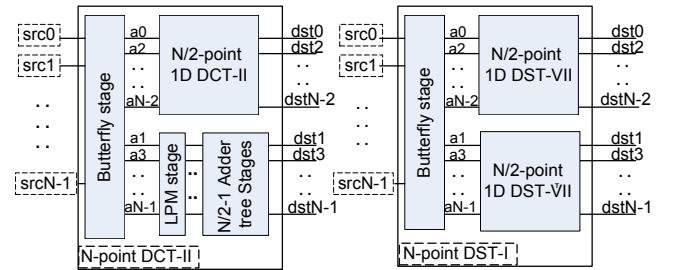 src0
src1
. .
. .
. .
srcN-1
Butterfly stage
a0
a2
. .
. .
aN-2
N/2-point
1D DCT-II
dst0
dst2
. .
. .
dstN-2
a1
a3
. .
. .
aN-1
LPM stage
..
..
N/2-1 Adder
tree Stages
dst1
dst3
. .
. .
dstN-1
N-point DCT-II
src0
src1
. .
. .
. .
srcN-1
Butterfly stage
a0
a2
. .
. .
aN-2
N/2-point
1D DST-VII
dst0
dst2
. .
. .
dstN-2
a1
a3
. .
. .
aN-1
N/2-point
1D DST-V̌II
dst1
dst3
. .
. .
dstN-1
N-point DST-I